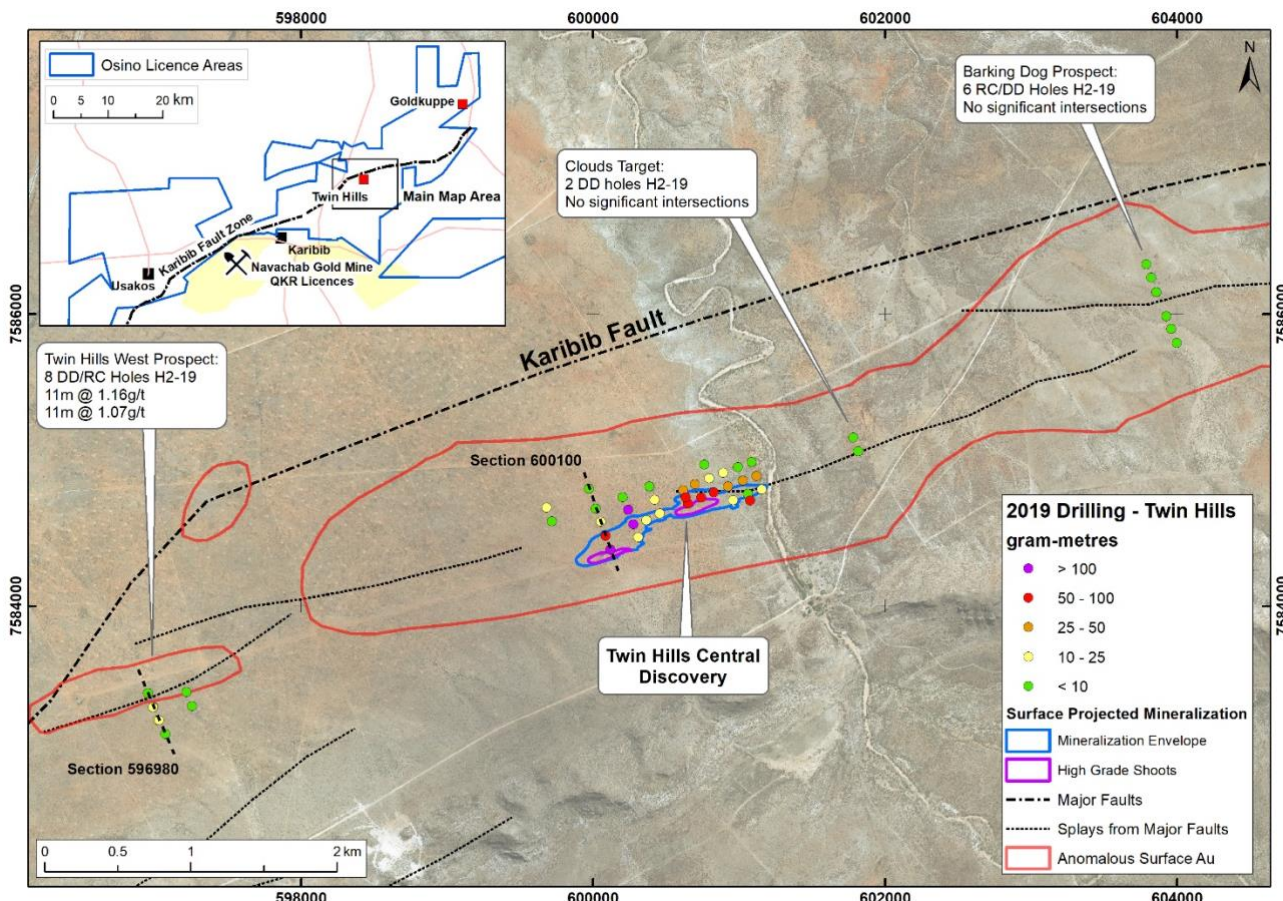 598000
600000
602000
604000
Osino Licence Areas
0 5 10 20 km
Goldkuppe
Twin Hills
Main Map Area
Karibib Fault Zone
Karibib
Usakos
Navachab Gold Mine
QKR Licences
N
Barking Dog Prospect:
6 RC/DD Holes H2-19
No significant intersections
Clouds Target:
2 DD holes H2-19
No significant intersections
7586000
7586000
Karibib Fault
Twin Hills West Prospect:
8 DD/RC Holes H2-19
11m @ 1.16g/t
11m @ 1.07g/t
Section 600100
7584000
7584000
Twin Hills Central
Discovery
Section 596980
2019 Drilling - Twin Hills
gram-metres
> 100
50 - 100
25 - 50
10 - 25
< 10
Surface Projected Mineralization
Mineralization Envelope
High Grade Shoots
Major Faults
Splays from Major Faults
Anomalous Surface Au
0 0.5 1 2 km
598000
600000
602000
604000